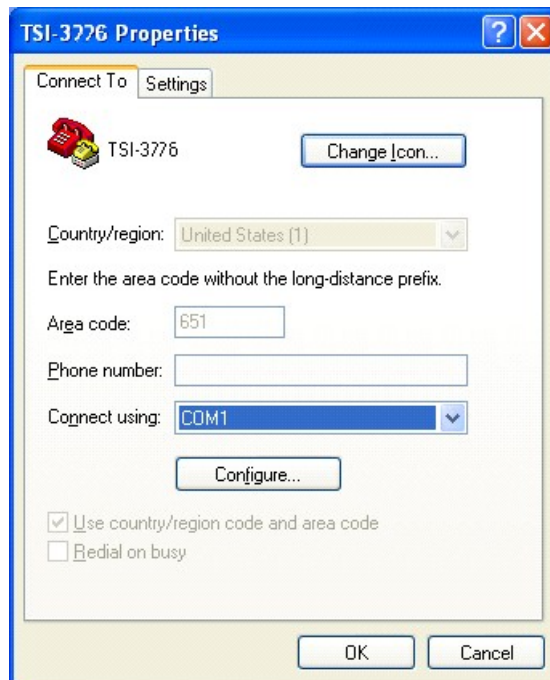 TSI-3776 Properties
Connect To Settings
TSI-3776 Change Icon...
Country/region: United States (1)
Enter the area code without the long-distance prefix.
Area code: 651
Phone number:
Connect using: COM1
Configure...
Use country/region code and area code
Redial on busy
OK Cancel